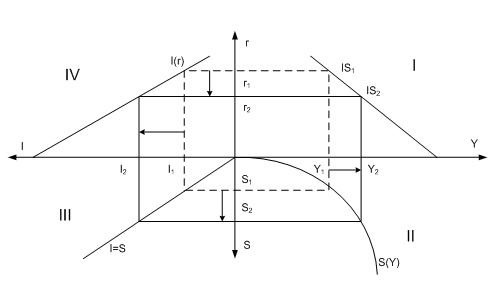 r
I
IV
I(r)
IS₁
r₁
IS₂
r₂
I
Y
I₂
I₁
Y₁
Y₂
S₁
III
S₂
II
I=S
S
S(Y)